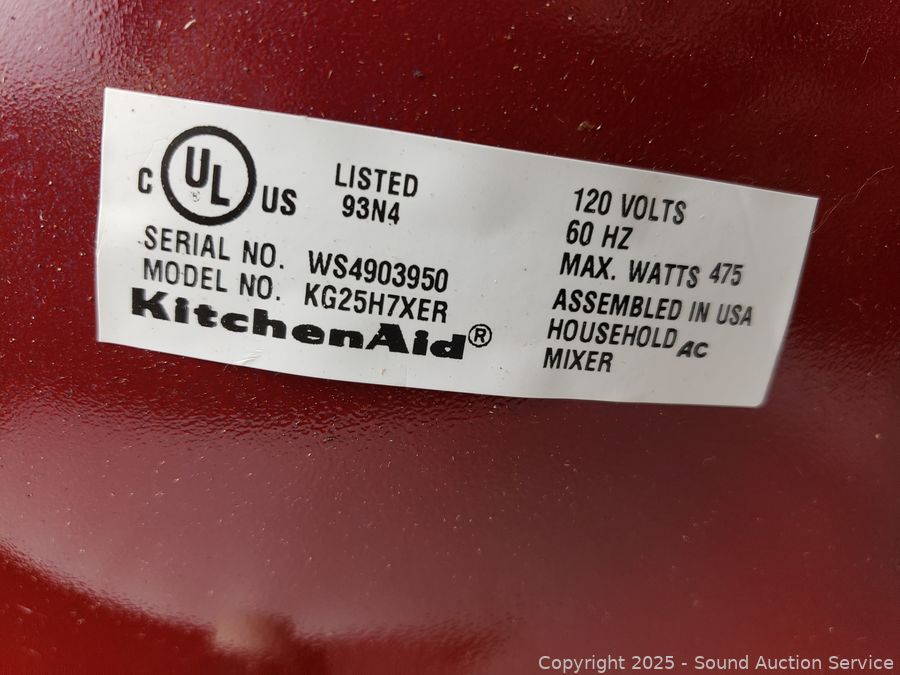 C UL US
LISTED
93N4
SERIAL NO. WS4903950
MODEL NO. KG25H7XER
KitchenAid®
120 VOLTS
60 HZ
MAX. WATTS 475
ASSEMBLED IN USA
HOUSEHOLD AC
MIXER
Copyright © 2025 - Sound Auction Service